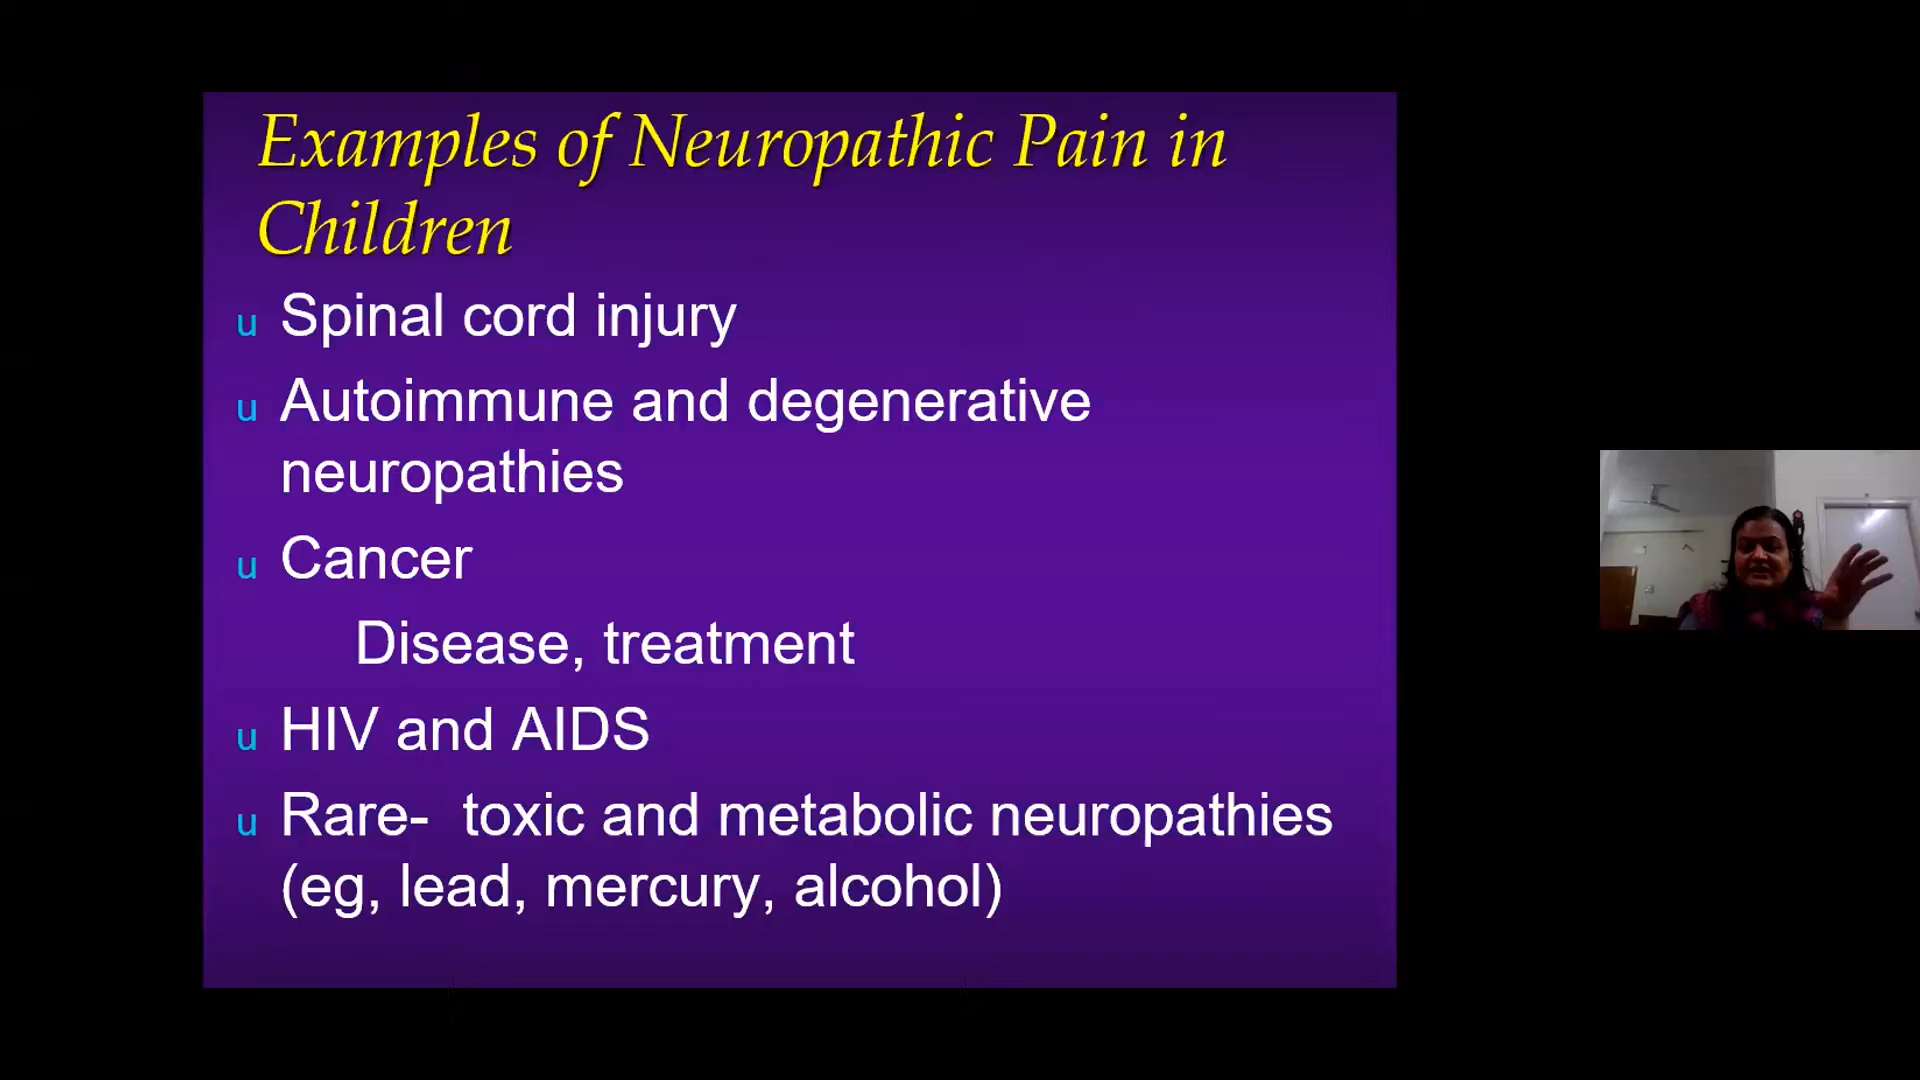 Examples of Neuropathic Pain in
Children
u Spinal cord injury
u Autoimmune and degenerative
neuropathies
u Cancer
Disease, treatment
u HIV and AIDS
u Rare- toxic and metabolic neuropathies
(eg, lead, mercury, alcohol)